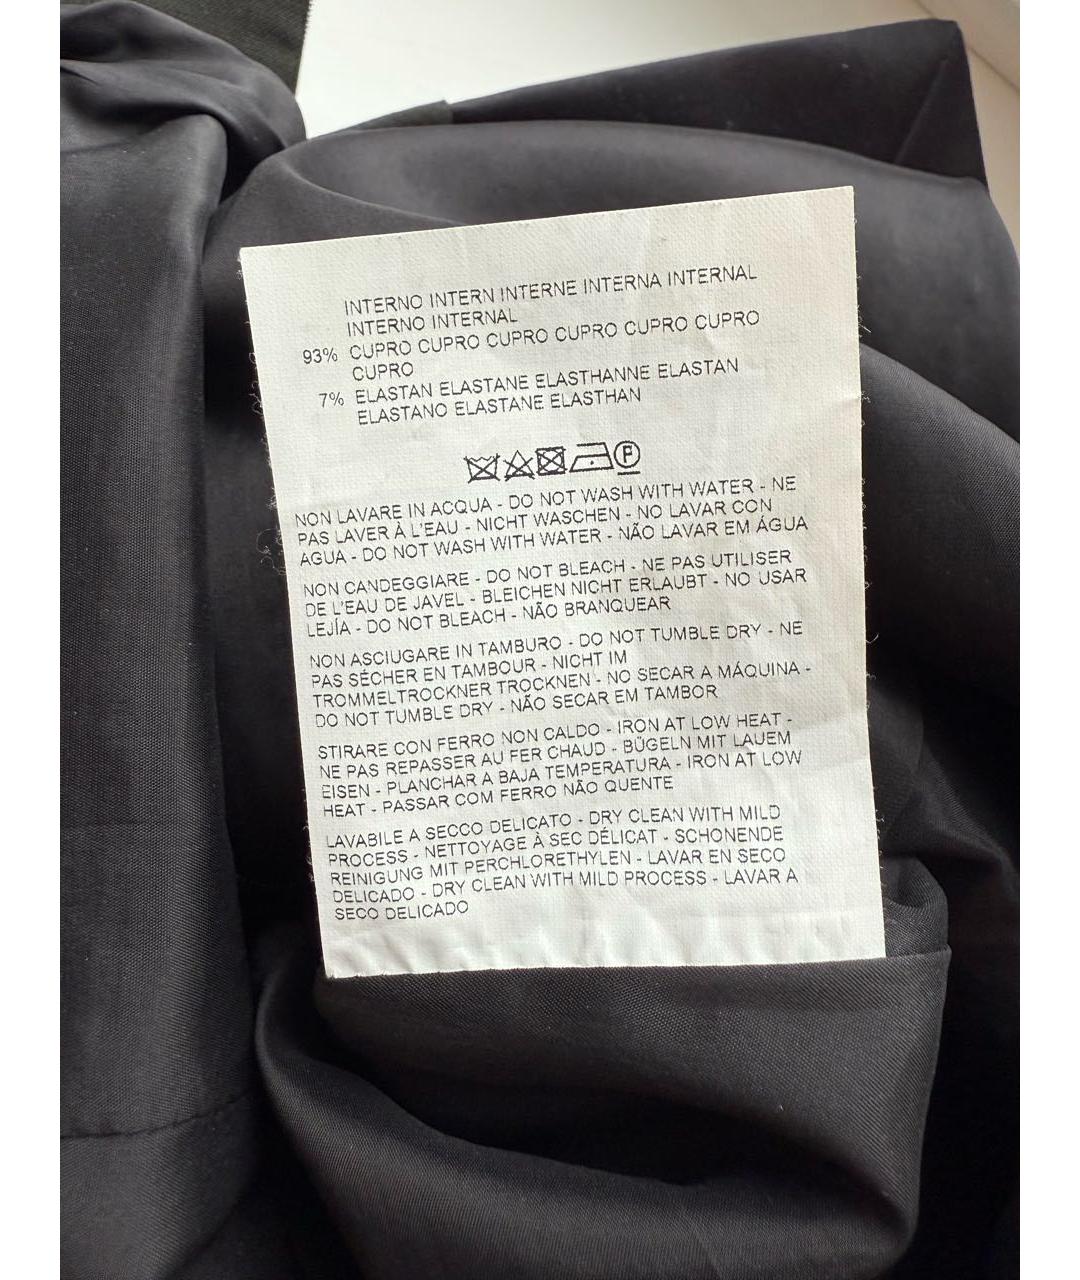 INTERNO INTERN INTERNE INTERNA INTERNAL
INTERNO INTERNAL
93% CUPRO CUPRO CUPRO CUPRO CUPRO CUPRO
CUPRO
7% ELASTAN ELASTANE ELASTHANNE ELASTAN
ELASTANO ELASTANE ELASTHAN
P
NON LAVARE IN ACQUA - DO NOT WASH WITH WATER - NE
PAS LAVER À L'EAU - NICHT WASCHEN - NO LAVAR CON
AGUA - DO NOT WASH WITH WATER - NÃO LAVAR EM ÁGUA
NON CANDEGGIARE - DO NOT BLEACH - NE PAS UTILISER
DE L'EAU DE JAVEL - BLEICHEN NICHT ERLAUBT - NO USAR
LEJÍA - DO NOT BLEACH - NÃO BRANQUEAR
NON ASCIUGARE IN TAMBURO - DO NOT TUMBLE DRY - NE
PAS SÉCHER EN TAMBOUR - NICHT IM
TROMMELTROCKNER TROCKNEN - NO SECAR A MÁQUINA -
DO NOT TUMBLE DRY - NÃO SECAR EM TAMBOR
STIRARE CON FERRO NON CALDO - IRON AT LOW HEAT -
NE PAS REPASSER AU FER CHAUD - BÜGELN MIT LAUEM
EISEN - PLANCHAR A BAJA TEMPERATURA - IRON AT LOW
HEAT - PASSAR COM FERRO NÃO QUENTE
LAVABILE A SECCO DELICATO - DRY CLEAN WITH MILD
PROCESS - NETTOYAGE À SEC DÉLICAT - SCHONENDE
REINIGUNG MIT PERCHLORETHYLEN - LAVAR EN SECO
DELICADO - DRY CLEAN WITH MILD PROCESS - LAVAR A
SECO DELICADO